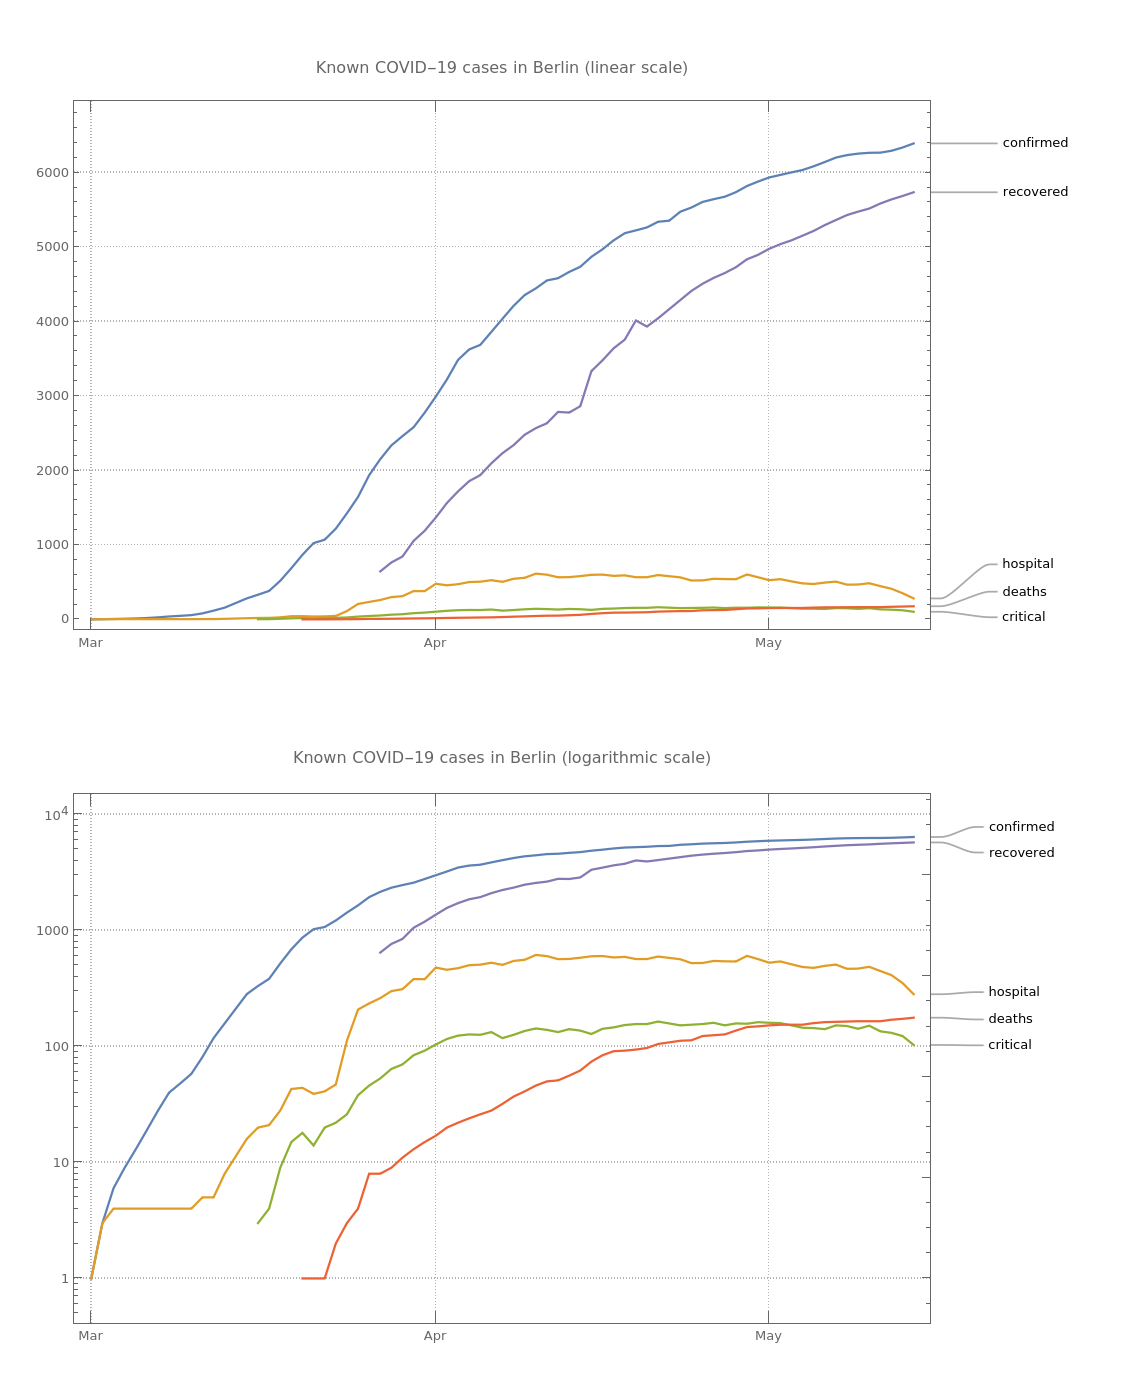 Known COVID−19 cases in Berlin (linear scale)
confirmed
6000
recovered
5000
4000
3000
2000
1000
hospital
deaths
0
critical
Mar Apr May
Known COVID−19 cases in Berlin (logarithmic scale)
10⁴
confirmed
recovered
1000
hospital
deaths
100
critical
10
1
Mar Apr May